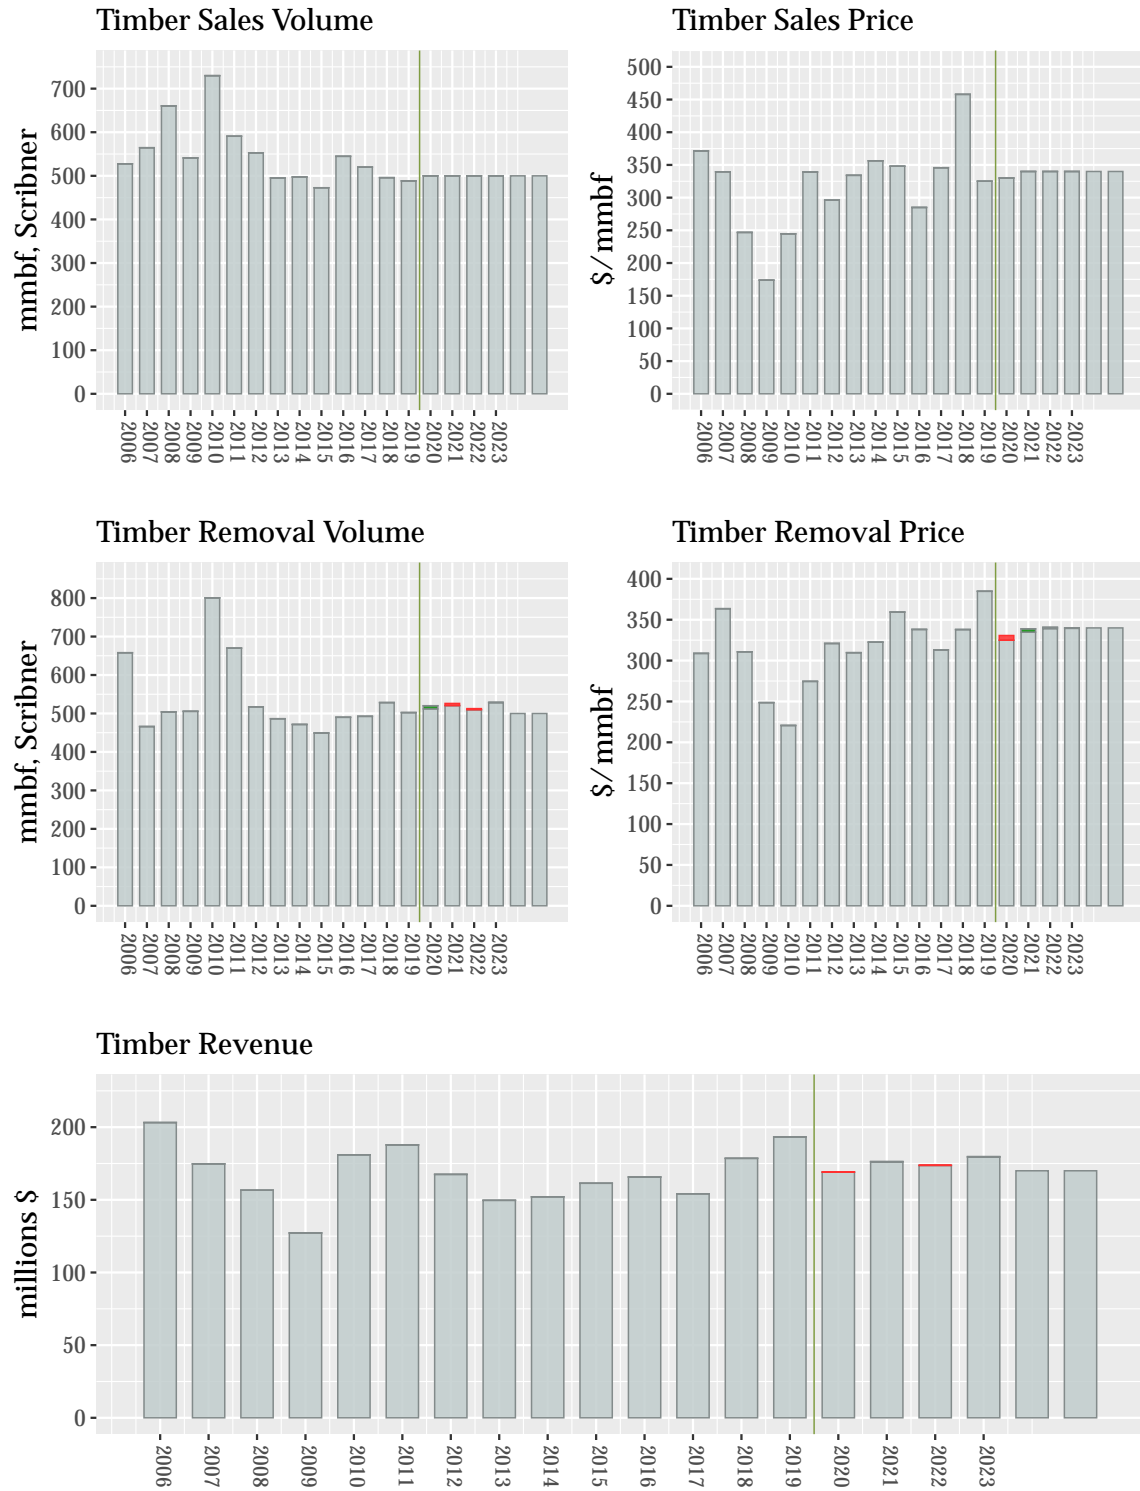 Timber Sales Volume
mmbf, Scribner
700
600
500
400
300
200
100
0
2006 2007 2008 2009 2010 2011 2012 2013 2014 2015 2016 2017 2018 2019 2020 2021 2022 2023
Timber Sales Price
$/mmbf
500
450
400
350
300
250
200
150
100
50
0
2006 2007 2008 2009 2010 2011 2012 2013 2014 2015 2016 2017 2018 2019 2020 2021 2022 2023
Timber Removal Volume
mmbf, Scribner
800
700
600
500
400
300
200
100
0
2006 2007 2008 2009 2010 2011 2012 2013 2014 2015 2016 2017 2018 2019 2020 2021 2022 2023
Timber Removal Price
$/mmbf
400
350
300
250
200
150
100
50
0
2006 2007 2008 2009 2010 2011 2012 2013 2014 2015 2016 2017 2018 2019 2020 2021 2022 2023
Timber Revenue
millions $
200
150
100
50
0
2006 2007 2008 2009 2010 2011 2012 2013 2014 2015 2016 2017 2018 2019 2020 2021 2022 2023